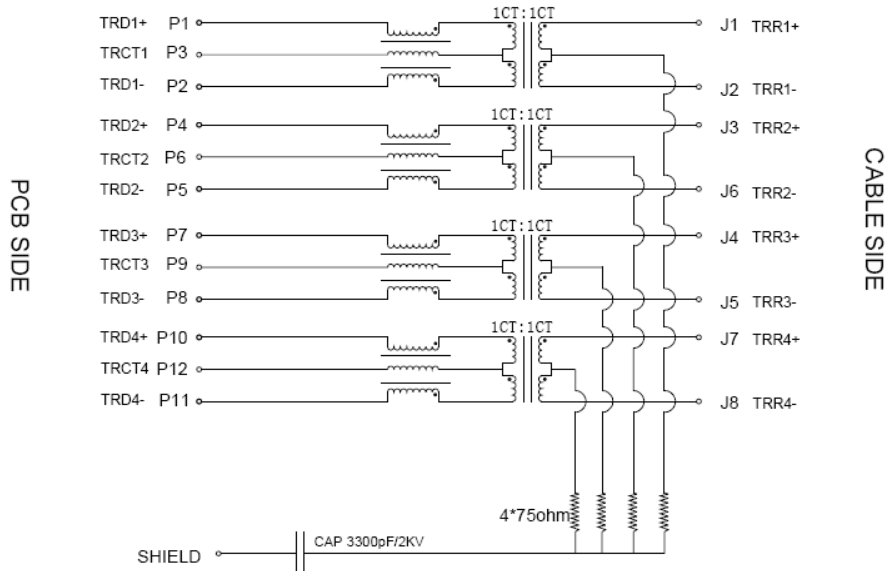 1CT:1CT
TRD1+ P1 J1 TRR1+
TRCT1 P3
TRD1- P2 J2 TRR1-
1CT:1CT
TRD2+ P4 J3 TRR2+
TRCT2 P6
TRD2- P5 J6 TRR2-
PCB SIDE
CABLE SIDE
1CT:1CT
TRD3+ P7 J4 TRR3+
TRCT3 P9
TRD3- P8 J5 TRR3-
1CT:1CT
TRD4+ P10 J7 TRR4+
TRCT4 P12
TRD4- P11 J8 TRR4-
4*75ohm
CAP 3300pF/2KV
SHIELD